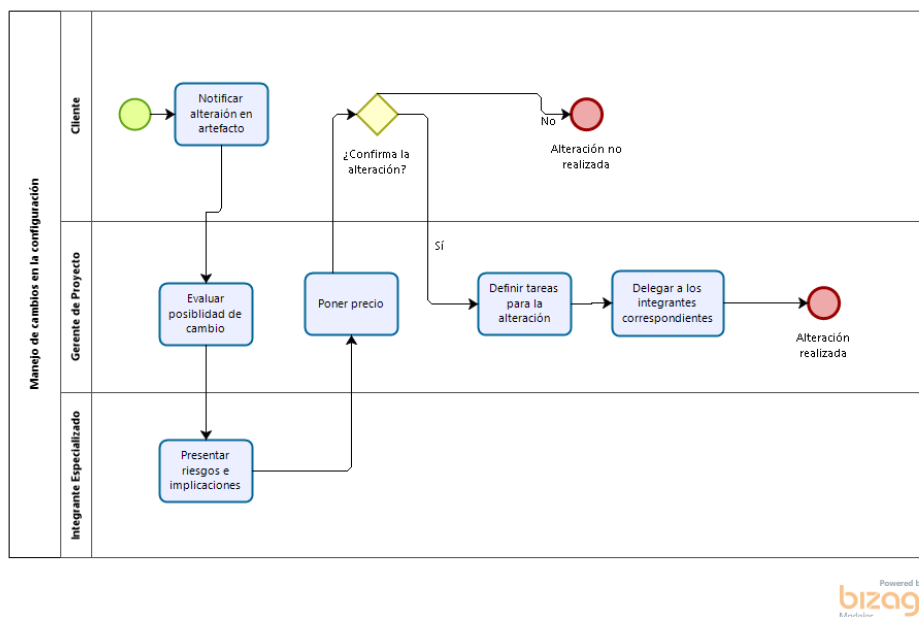 Manejo de cambios en la configuración
Cliente
Notificar
alteraión en
artefacto
¿Confirma la
alteración?
No
Alteración no
realizada
Sí
Gerente de Proyecto
Evaluar
posiblidad de
cambio
Poner precio
Definir tareas
para la
alteración
Delegar a los
integrantes
correspondientes
Alteración
realizada
Integrante Especializado
Presentar
riesgos e
implicaciones
Powered by
bizagi
Modeler